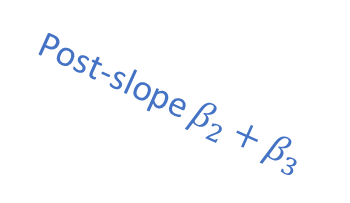 Post-slope β₂ + β₃